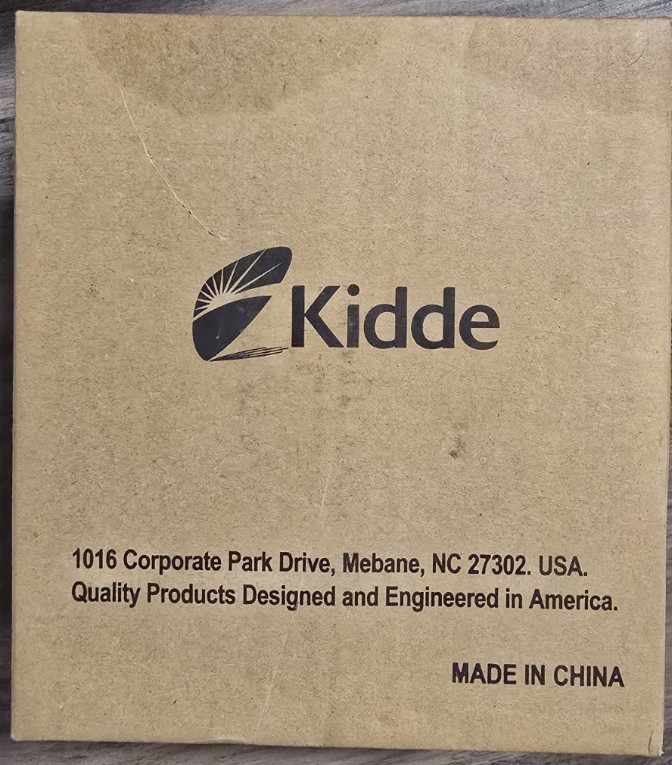 Kidde
1016 Corporate Park Drive, Mebane, NC 27302. USA.
Quality Products Designed and Engineered in America.
MADE IN CHINA